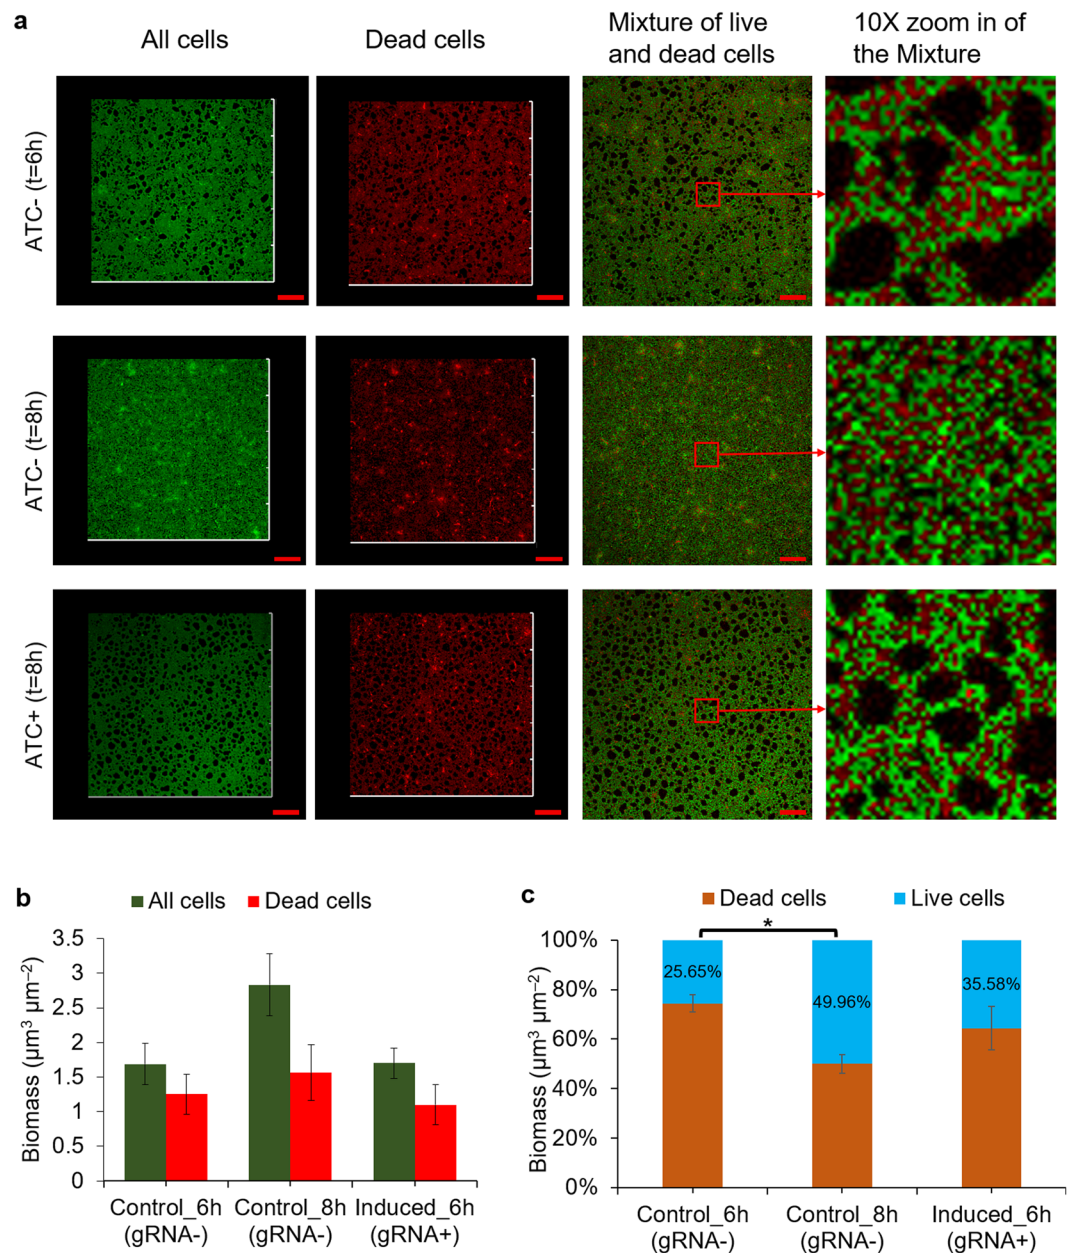 a
All cells
Dead cells
Mixture of live
and dead cells
10X zoom in of
the Mixture
ATC- (t=6h)
ATC- (t=8h)
ATC+ (t=8h)
b
All cells
Dead cells
Biomass (µm³ µm⁻²)
3.5
3
2.5
2
1.5
1
0.5
0
Control_6h
(gRNA-)
Control_8h
(gRNA-)
Induced_6h
(gRNA+)
c
Dead cells
Live cells
*
Biomass (µm³ µm⁻²)
100%
80%
60%
40%
20%
0%
25.65%
49.96%
35.58%
Control_6h
(gRNA-)
Control_8h
(gRNA-)
Induced_6h
(gRNA+)